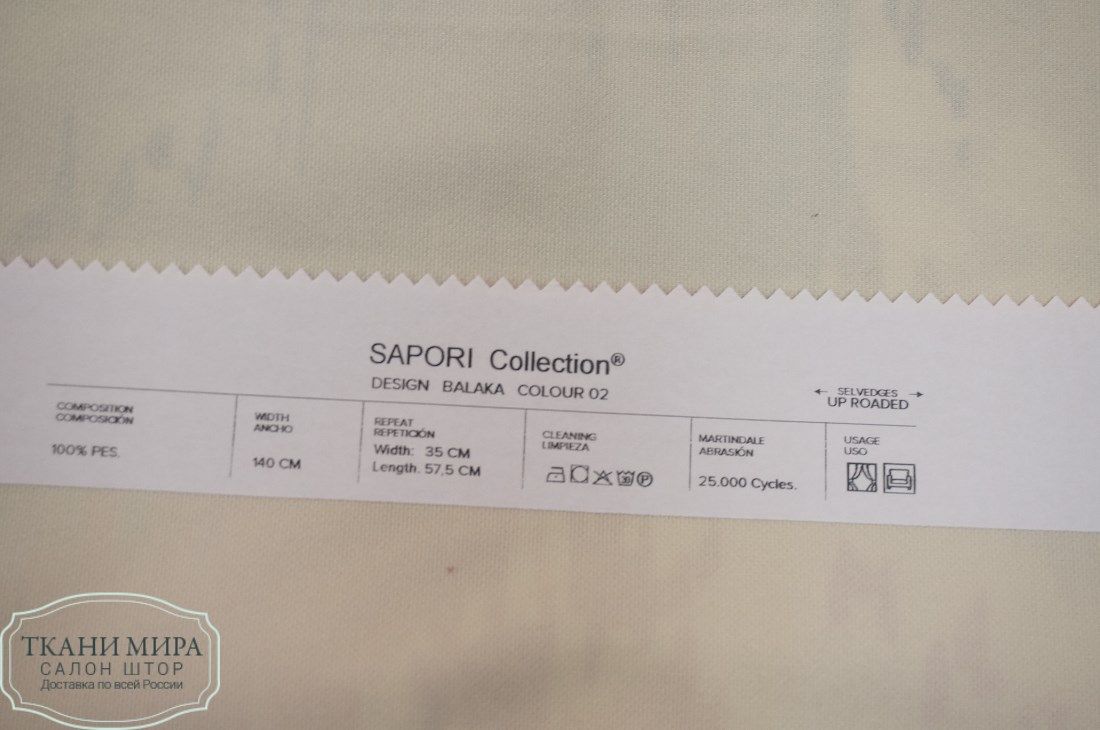 SAPORI Collection®
DESIGN BALAKA COLOUR 02
← SELVEDGES →
UP ROADED
COMPOSITION
COMPOSICIÓN
100% PES.
WIDTH
ANCHO
140 CM
REPEAT
REPETICIÓN
Width: 35 CM
Length. 57,5 CM
CLEANING
LIMPIEZA
30
P
MARTINDALE
ABRASIÓN
25.000 Cycles.
USAGE
USO
ТКАНИ МИРА
САЛОН ШТОР
Доставка по всей России